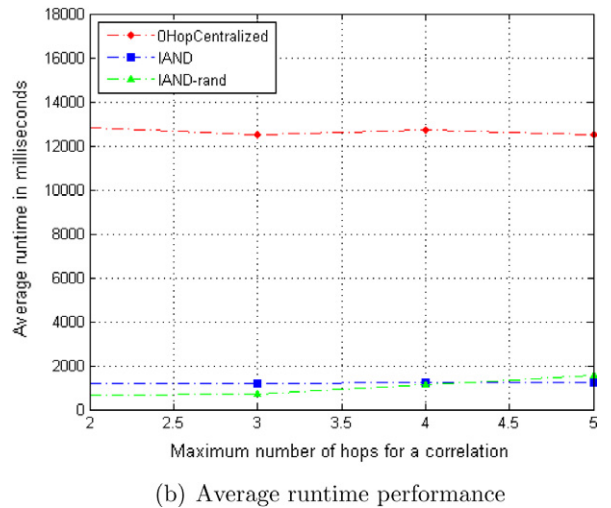 18000
16000
14000
12000
10000
8000
6000
4000
2000
0
Average runtime in milliseconds
0HopCentralized
IAND
IAND-rand
2 2.5 3 3.5 4 4.5 5
Maximum number of hops for a correlation
(b) Average runtime performance